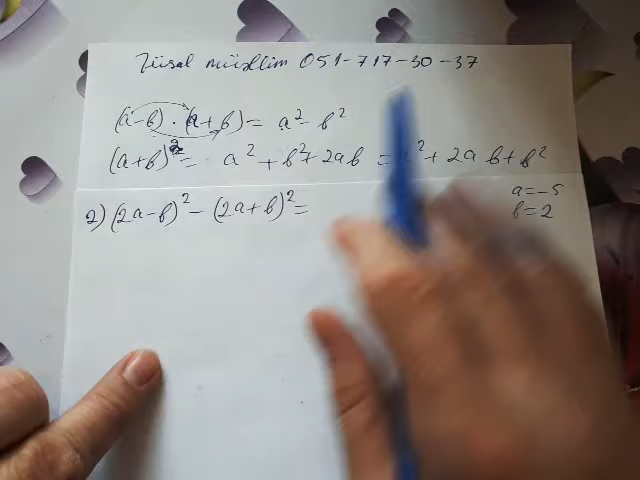 Züsal müəllim 051-717-30-37
(a-b)·(a+b)= a²- b²
(a+b)²= a²+b²+2ab = a²+2ab+b²
2)(2a-b)²-(2a+b)²=
a=-5
b=2